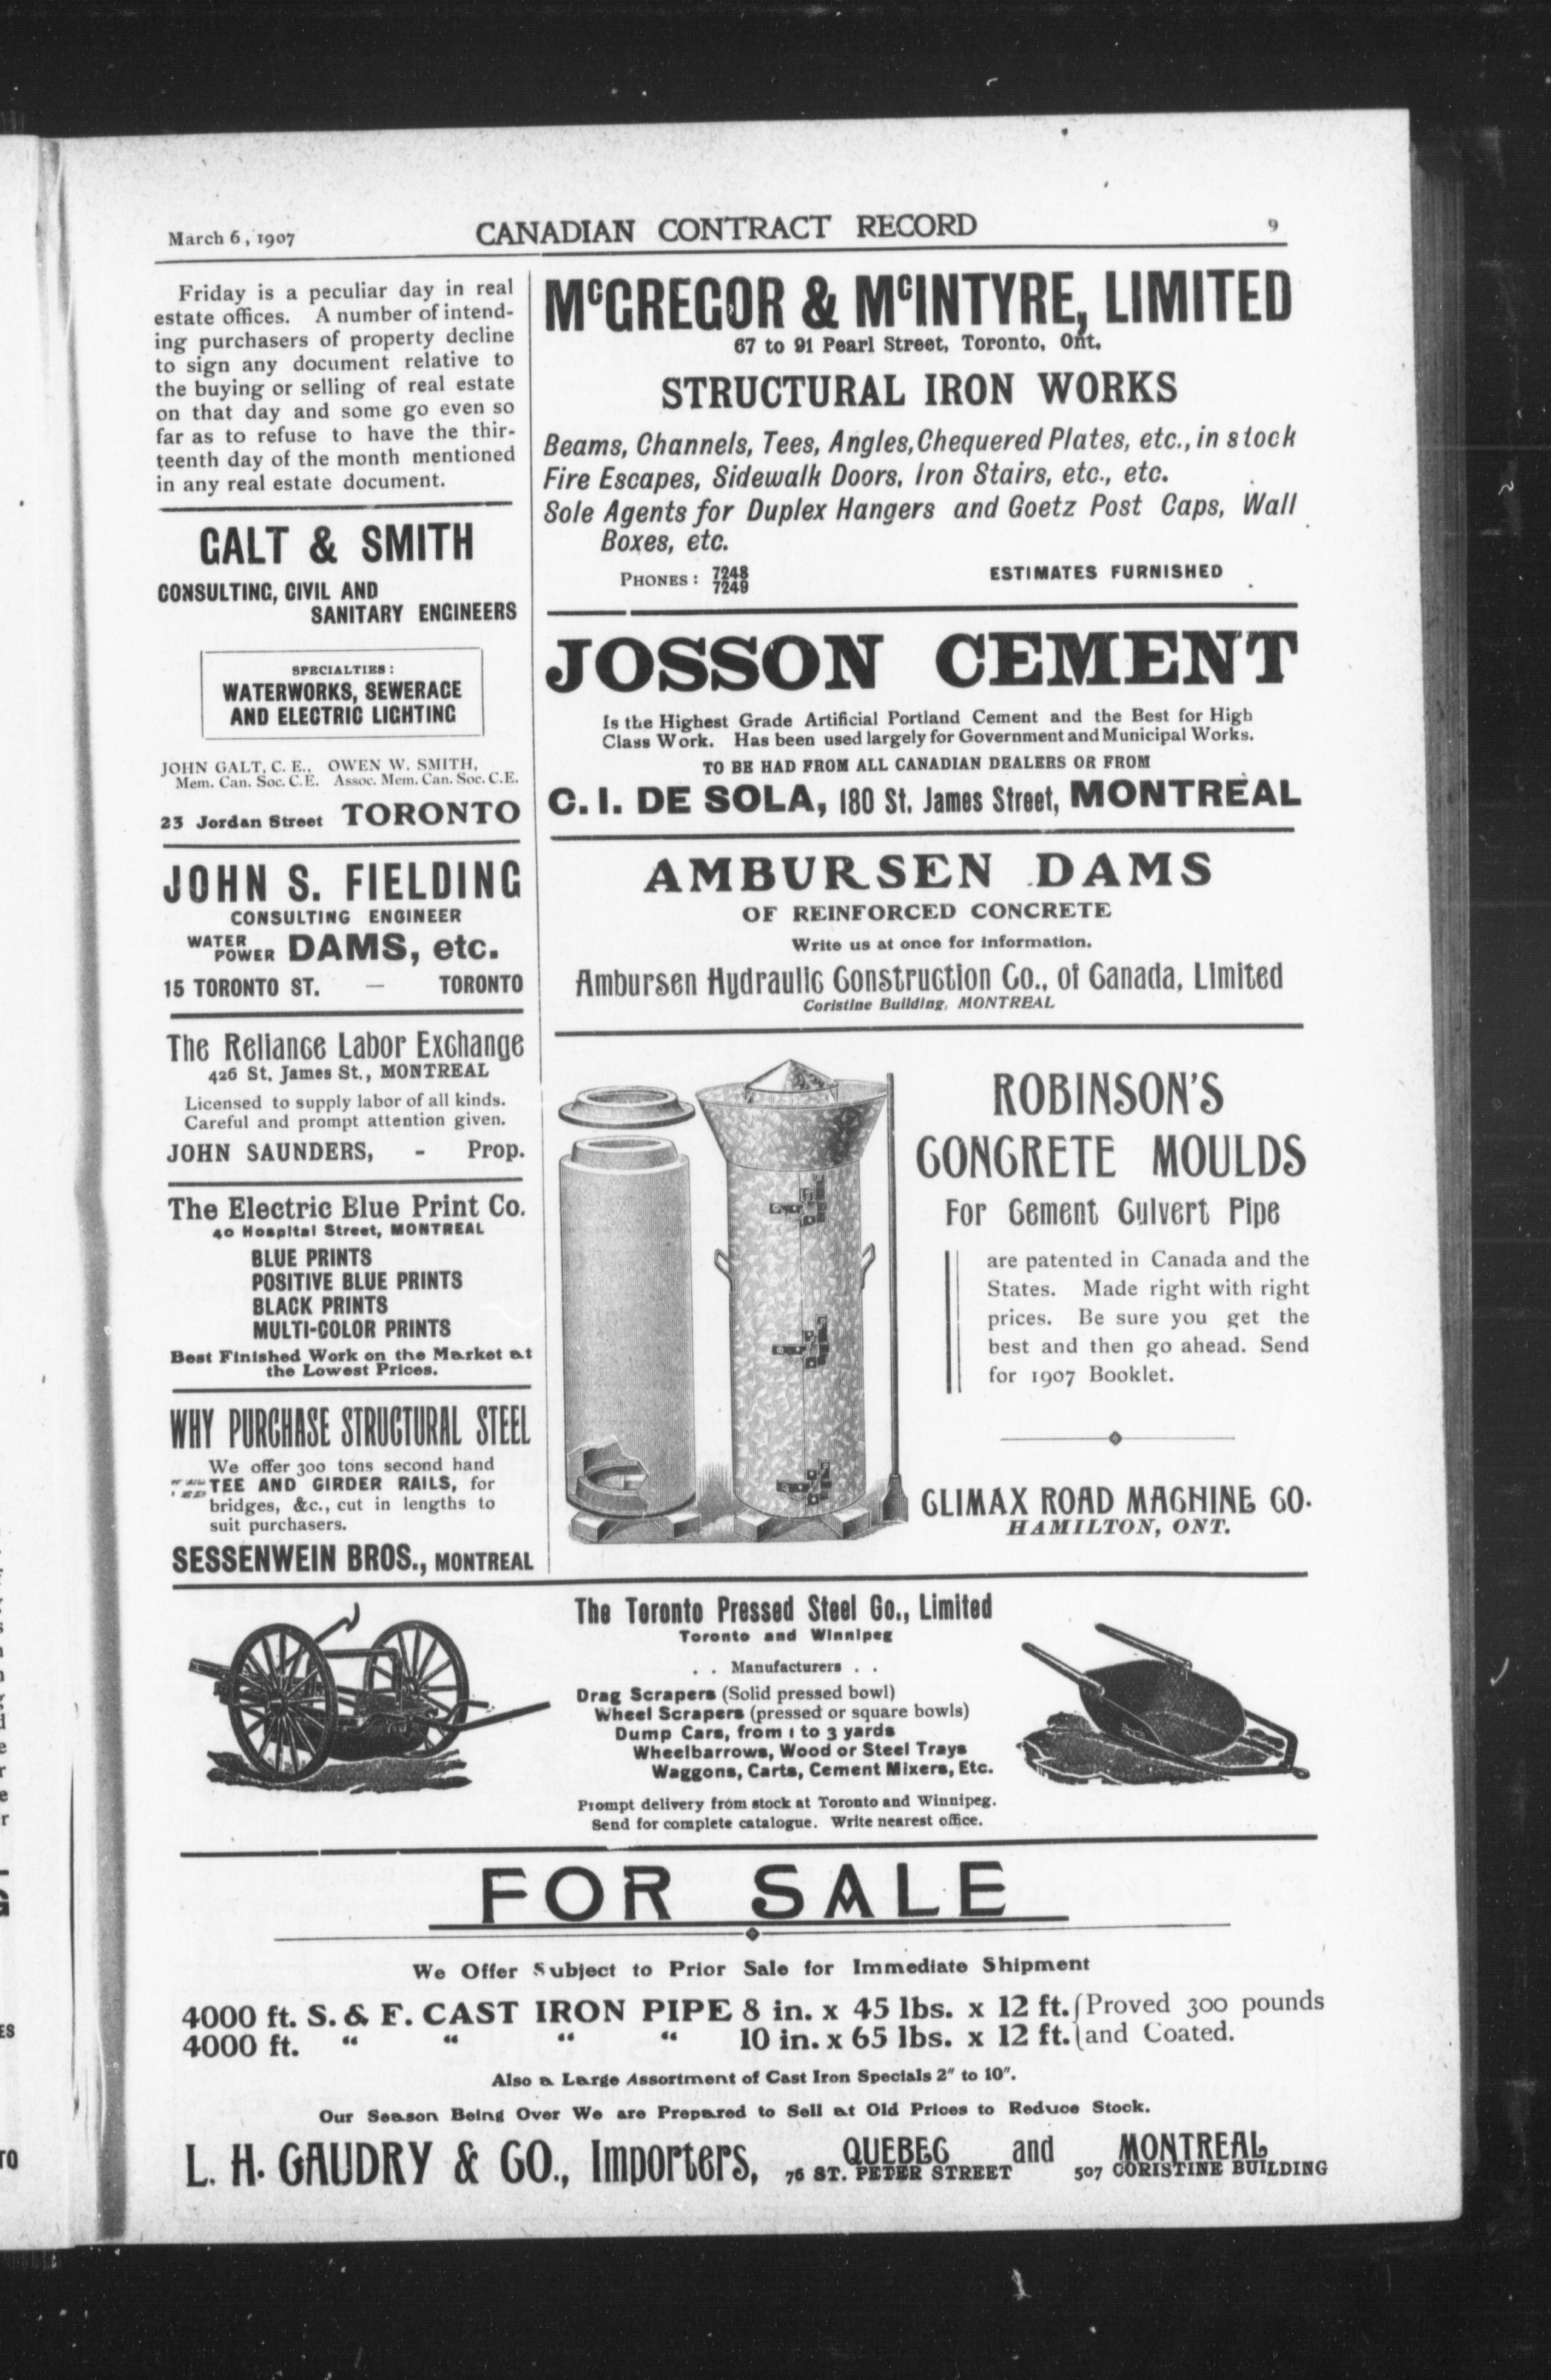 March 6, 1907
CANADIAN CONTRACT RECORD
9
Friday is a peculiar day in real
estate offices. A number of intend-
ing purchasers of property decline
to sign any document relative to
the buying or selling of real estate
on that day and some go even so
far as to refuse to have the thir-
teenth day of the month mentioned
in any real estate document.
GALT & SMITH
CONSULTING, CIVIL AND
SANITARY ENGINEERS
SPECIALTIES:
WATERWORKS, SEWERAGE
AND ELECTRIC LIGHTING
JOHN GALT, C. E., OWEN W. SMITH,
Mem. Can. Soc. C.E. Assoc. Mem. Can. Soc. C.E.
23 Jordan Street TORONTO
JOHN S. FIELDING
CONSULTING ENGINEER
WATER POWER DAMS, etc.
15 TORONTO ST. — TORONTO
The Reliance Labor Exchange
426 St. James St., MONTREAL
Licensed to supply labor of all kinds.
Careful and prompt attention given.
JOHN SAUNDERS, - Prop.
The Electric Blue Print Co.
40 Hospital Street, MONTREAL
BLUE PRINTS
POSITIVE BLUE PRINTS
BLACK PRINTS
MULTI-COLOR PRINTS
Best Finished Work on the Market at
the Lowest Prices.
WHY PURCHASE STRUCTURAL STEEL
We offer 300 tons second hand
TEE AND GIRDER RAILS, for
bridges, &c., cut in lengths to
suit purchasers.
SESSENWEIN BROS., MONTREAL
McGREGOR & McINTYRE, LIMITED
67 to 91 Pearl Street, Toronto, Ont.
STRUCTURAL IRON WORKS
Beams, Channels, Tees, Angles, Chequered Plates, etc., in stock
Fire Escapes, Sidewalk Doors, Iron Stairs, etc., etc.
Sole Agents for Duplex Hangers and Goetz Post Caps, Wall
Boxes, etc.
PHONES: 7248
7249
ESTIMATES FURNISHED
JOSSON CEMENT
Is the Highest Grade Artificial Portland Cement and the Best for High
Class Work. Has been used largely for Government and Municipal Works.
TO BE HAD FROM ALL CANADIAN DEALERS OR FROM
C. I. DE SOLA, 180 St. James Street, MONTREAL
AMBURSEN DAMS
OF REINFORCED CONCRETE
Write us at once for information.
Ambursen Hydraulic Construction Co., of Canada, Limited
Coristine Building, MONTREAL
ROBINSON'S
CONCRETE MOULDS
For Cement Culvert Pipe
are patented in Canada and the
States. Made right with right
prices. Be sure you get the
best and then go ahead. Send
for 1907 Booklet.
CLIMAX ROAD MACHINE CO.
HAMILTON, ONT.
The Toronto Pressed Steel Co., Limited
Toronto and Winnipeg
. . Manufacturers . .
Drag Scrapers (Solid pressed bowl)
Wheel Scrapers (pressed or square bowls)
Dump Cars, from 1 to 3 yards
Wheelbarrows, Wood or Steel Trays
Waggons, Carts, Cement Mixers, Etc.
Prompt delivery from stock at Toronto and Winnipeg.
Send for complete catalogue. Write nearest office.
FOR SALE
We Offer Subject to Prior Sale for Immediate Shipment
4000 ft. S. & F. CAST IRON PIPE 8 in. x 45 lbs. x 12 ft. {Proved 300 pounds
4000 ft. “ “ “ “ 10 in. x 65 lbs. x 12 ft. {and Coated.
Also a Large Assortment of Cast Iron Specials 2" to 10".
Our Season Being Over We are Prepared to Sell at Old Prices to Reduce Stock.
L. H. GAUDRY & CO., Importers, QUEBEC and MONTREAL
76 ST. PETER STREET 507 CORISTINE BUILDING